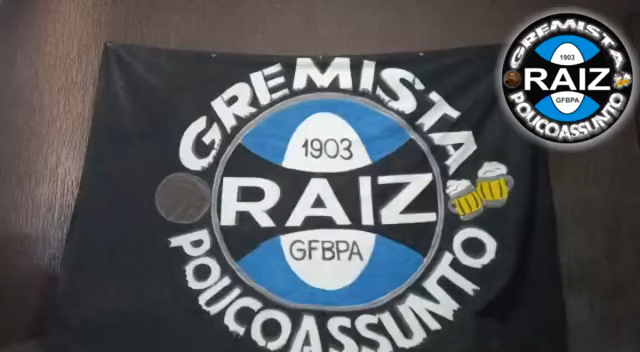 GREMISTA
1903
RAIZ
GFBPA
POUCOASSUNTO
GREMISTA
1903
RAIZ
GFBPA
POUCOASSUNTO